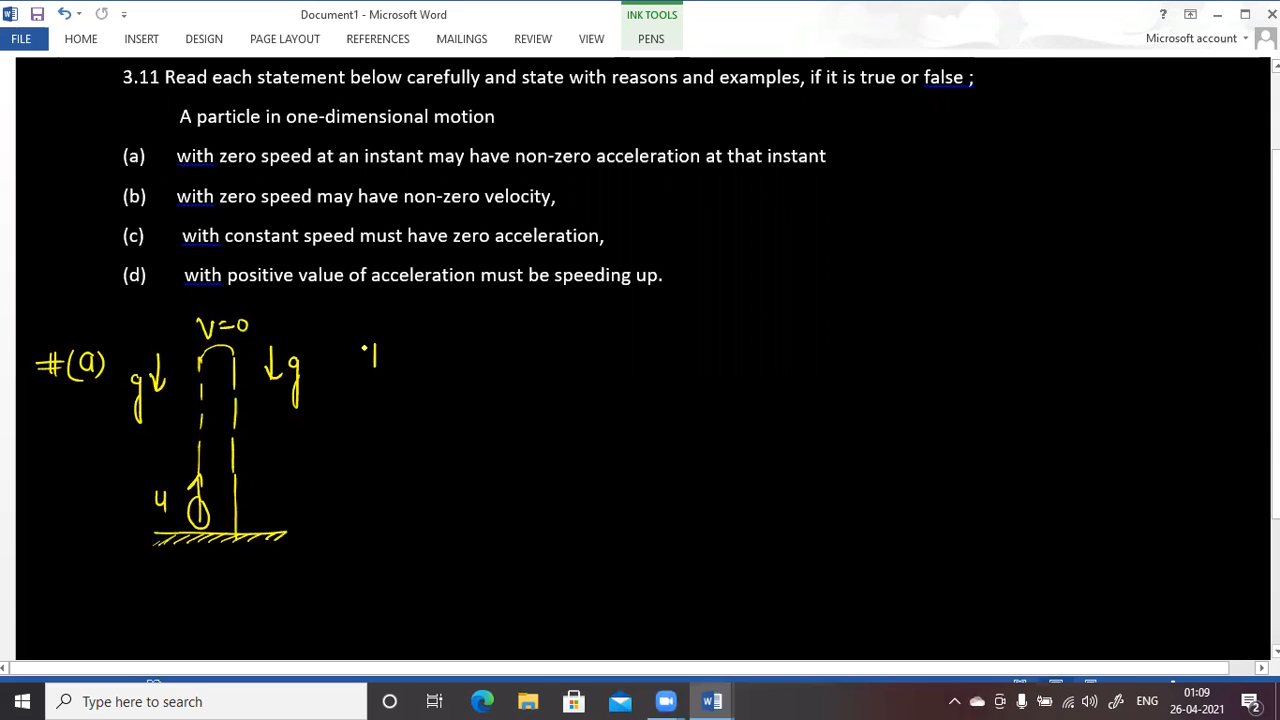 Document1 - Microsoft Word
INK TOOLS
?
FILE HOME INSERT DESIGN PAGE LAYOUT REFERENCES MAILINGS REVIEW VIEW PENS Microsoft account
3.11 Read each statement below carefully and state with reasons and examples, if it is true or false ;
A particle in one-dimensional motion
(a) with zero speed at an instant may have non-zero acceleration at that instant
(b) with zero speed may have non-zero velocity,
(c) with constant speed must have zero acceleration,
(d) with positive value of acceleration must be speeding up.
v=0
#(a) g↓ ↓g
u
Type here to search
ENG
01:09
26-04-2021
2